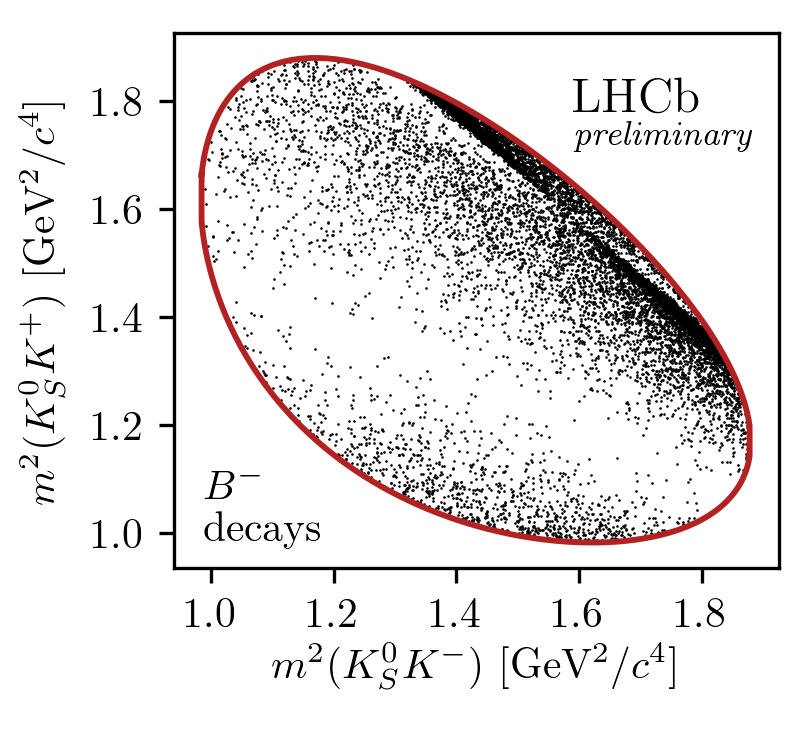 LHCb
preliminary
1.8
1.6
1.4
1.2
1.0
m²(K⁰_S K⁺) [GeV²/c⁴]
B⁻
decays
1.0 1.2 1.4 1.6 1.8
m²(K⁰_S K⁻) [GeV²/c⁴]